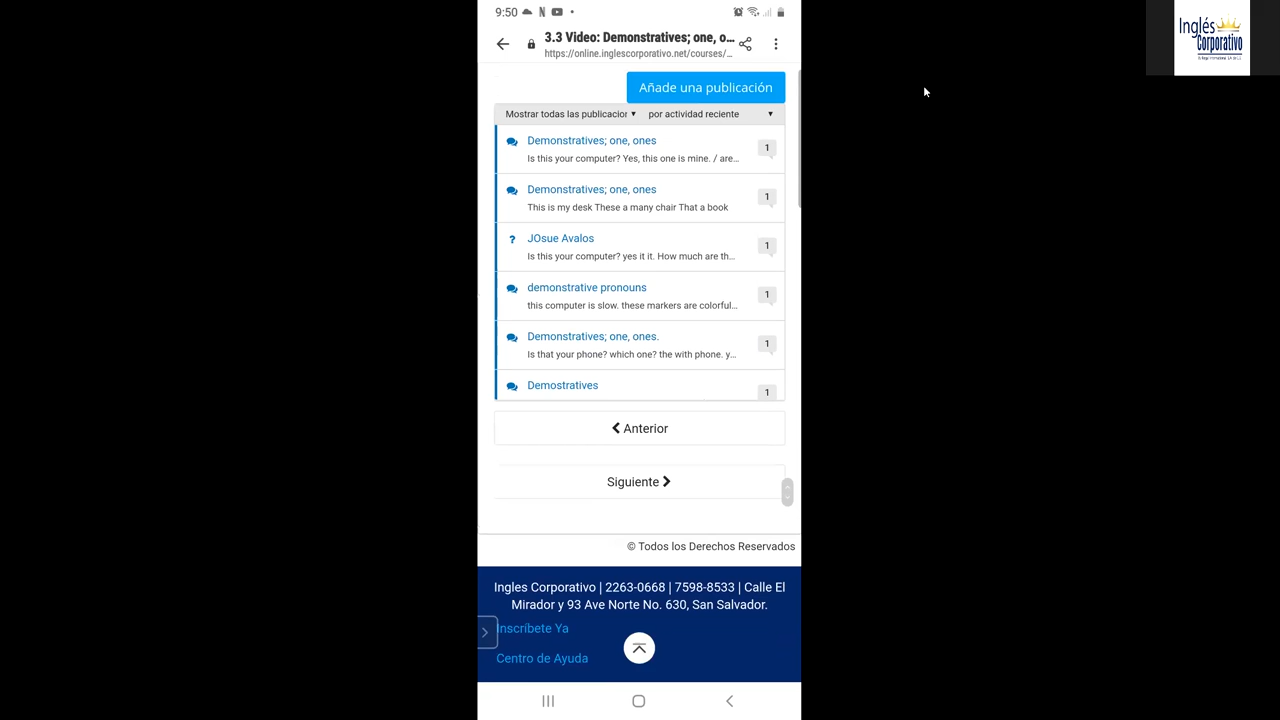 9:50
Inglés
Corporativo
3.3 Video: Demonstratives; one, o...
https://online.inglescorporativo.net/courses/...
Añade una publicación
Mostrar todas las publicacior
por actividad reciente
Demonstratives; one, ones
Is this your computer? Yes, this one is mine. / are...
1
Demonstratives; one, ones
This is my desk These a many chair That a book
1
JOsue Avalos
Is this your computer? yes it it. How much are th...
1
demonstrative pronouns
this computer is slow. these markers are colorful...
1
Demonstratives; one, ones.
Is that your phone? which one? the with phone. y...
1
Demostratives
1
Anterior
Siguiente
© Todos los Derechos Reservados
Ingles Corporativo | 2263-0668 | 7598-8533 | Calle El
Mirador y 93 Ave Norte No. 630, San Salvador.
Inscríbete Ya
Centro de Ayuda